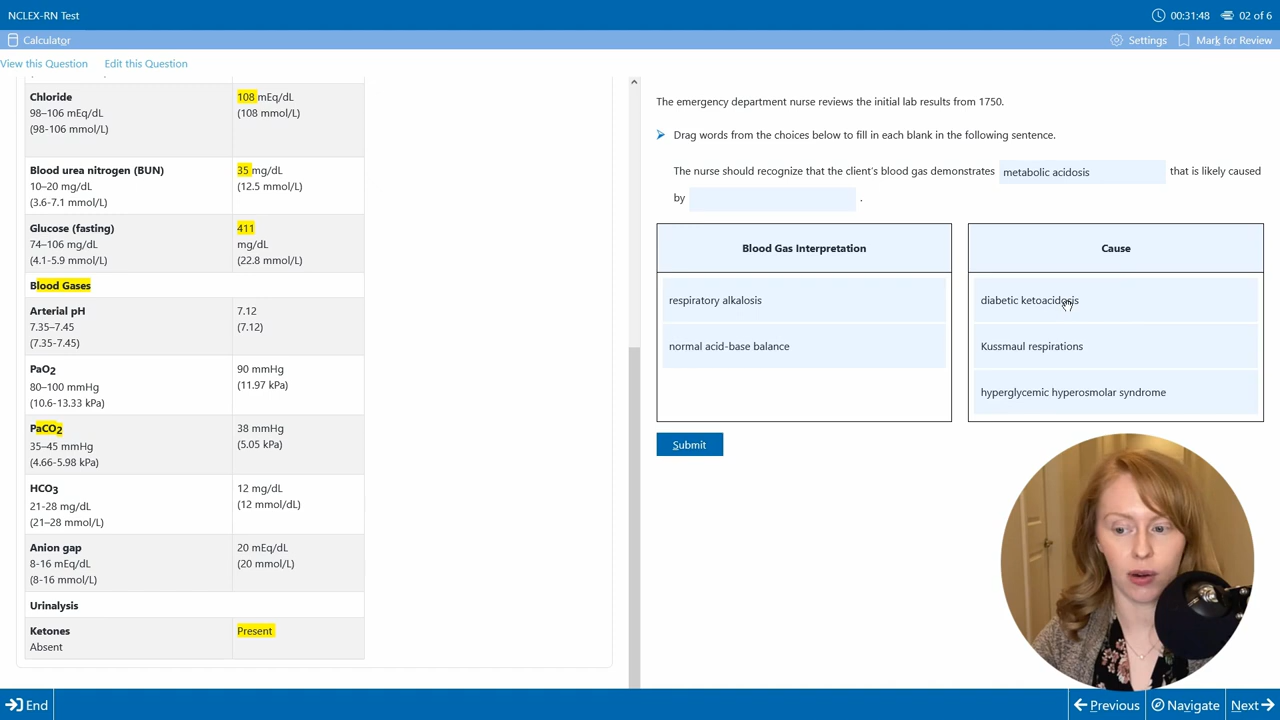 NCLEX-RN Test
00:31:48
02 of 6
Calculator
Settings
Mark for Review
View this Question
Edit this Question
Chloride
98–106 mEq/dL
(98-106 mmol/L)
108 mEq/dL
(108 mmol/L)
Blood urea nitrogen (BUN)
10–20 mg/dL
(3.6-7.1 mmol/L)
35 mg/dL
(12.5 mmol/L)
Glucose (fasting)
74–106 mg/dL
(4.1-5.9 mmol/L)
411
mg/dL
(22.8 mmol/L)
Blood Gases
Arterial pH
7.35–7.45
(7.35-7.45)
7.12
(7.12)
PaO2
80–100 mmHg
(10.6-13.33 kPa)
90 mmHg
(11.97 kPa)
PaCO2
35–45 mmHg
(4.66-5.98 kPa)
38 mmHg
(5.05 kPa)
HCO3
21-28 mg/dL
(21–28 mmol/L)
12 mg/dL
(12 mmol/dL)
Anion gap
8-16 mEq/dL
(8-16 mmol/L)
20 mEq/dL
(20 mmol/L)
Urinalysis
Ketones
Absent
Present
The emergency department nurse reviews the initial lab results from 1750.
Drag words from the choices below to fill in each blank in the following sentence.
The nurse should recognize that the client's blood gas demonstrates metabolic acidosis that is likely caused
by .
Blood Gas Interpretation
respiratory alkalosis
normal acid-base balance
Cause
diabetic ketoacidosis
Kussmaul respirations
hyperglycemic hyperosmolar syndrome
Submit
End
Previous
Navigate
Next